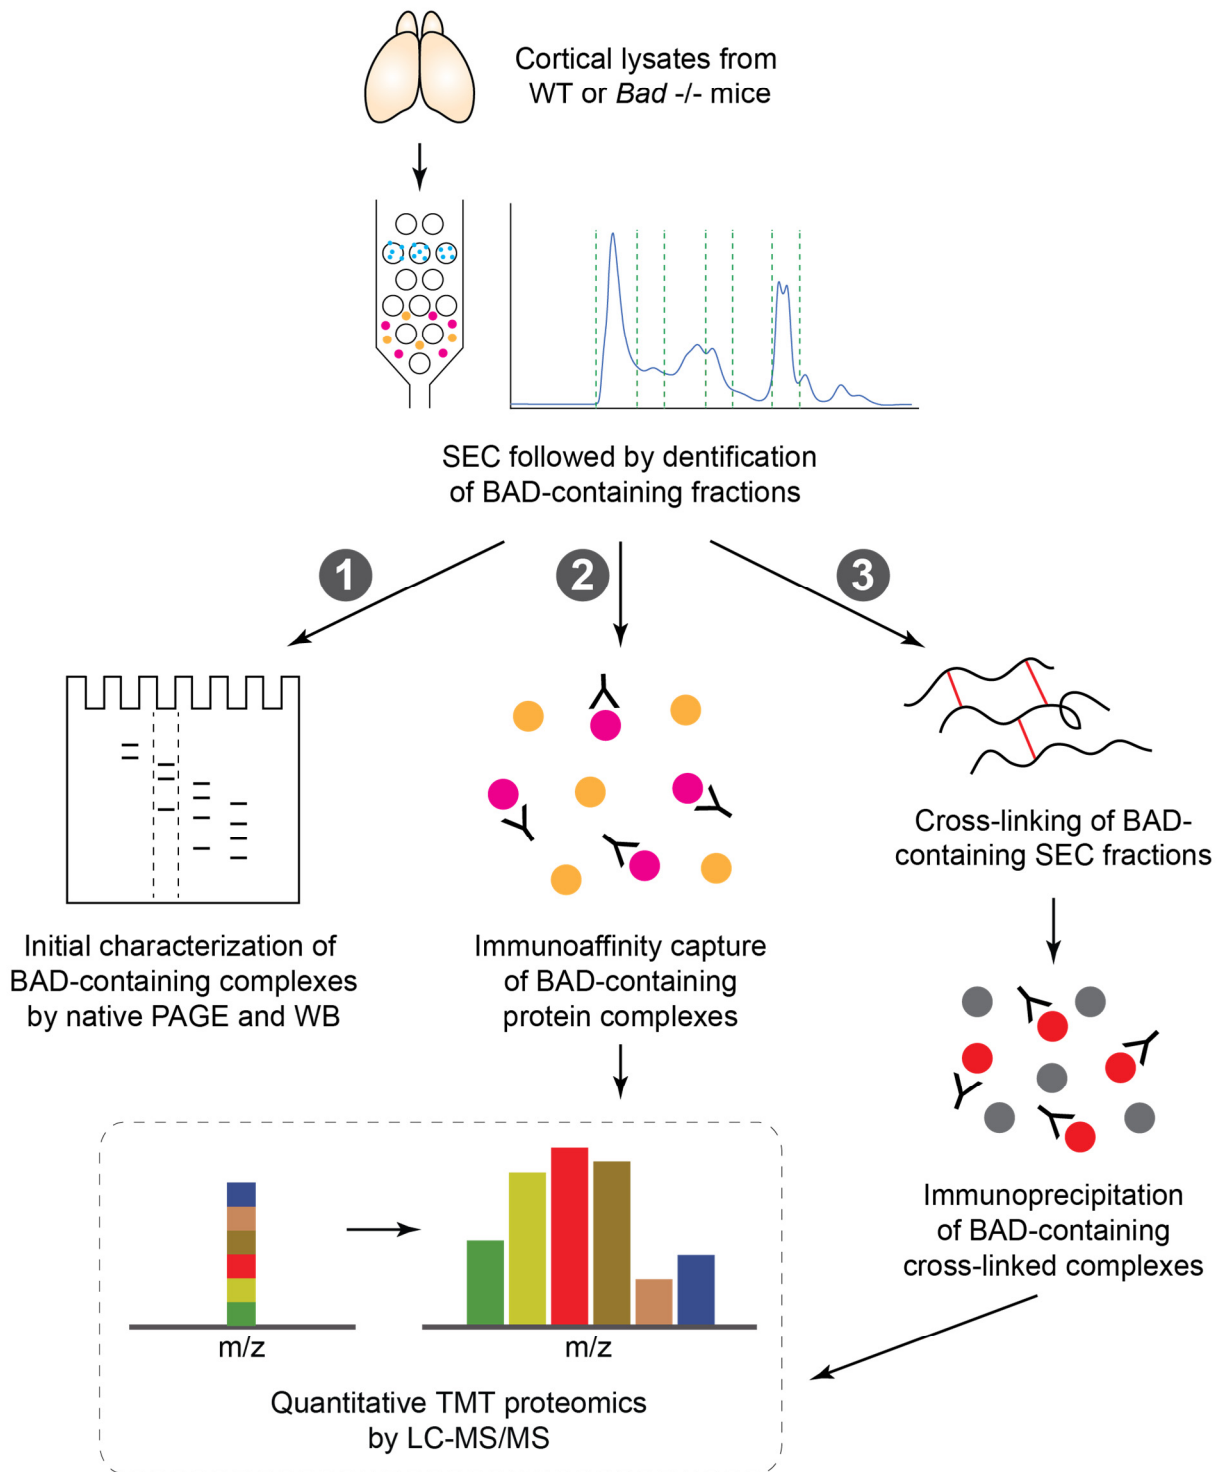 Cortical lysates from
WT or Bad -/- mice
SEC followed by dentification
of BAD-containing fractions
1
2
3
Initial characterization of
BAD-containing complexes
by native PAGE and WB
Immunoaffinity capture
of BAD-containing
protein complexes
Cross-linking of BAD-
containing SEC fractions
Immunoprecipitation
of BAD-containing
cross-linked complexes
m/z
m/z
Quantitative TMT proteomics
by LC-MS/MS